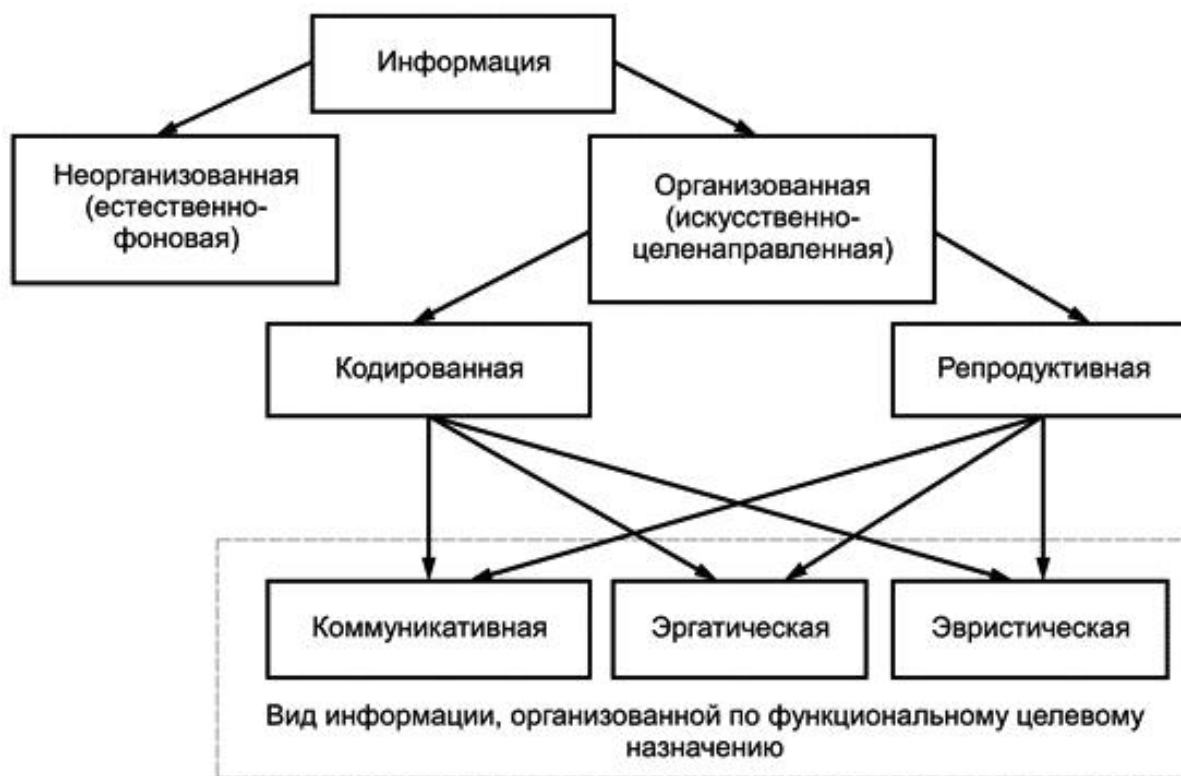 Информация
Неорганизованная
(естественно-
фоновая)
Организованная
(искусственно-
целенаправленная)
Кодированная
Репродуктивная
Коммуникативная
Эргатическая
Эвристическая
Вид информации, организованной по функциональному целевому
назначению